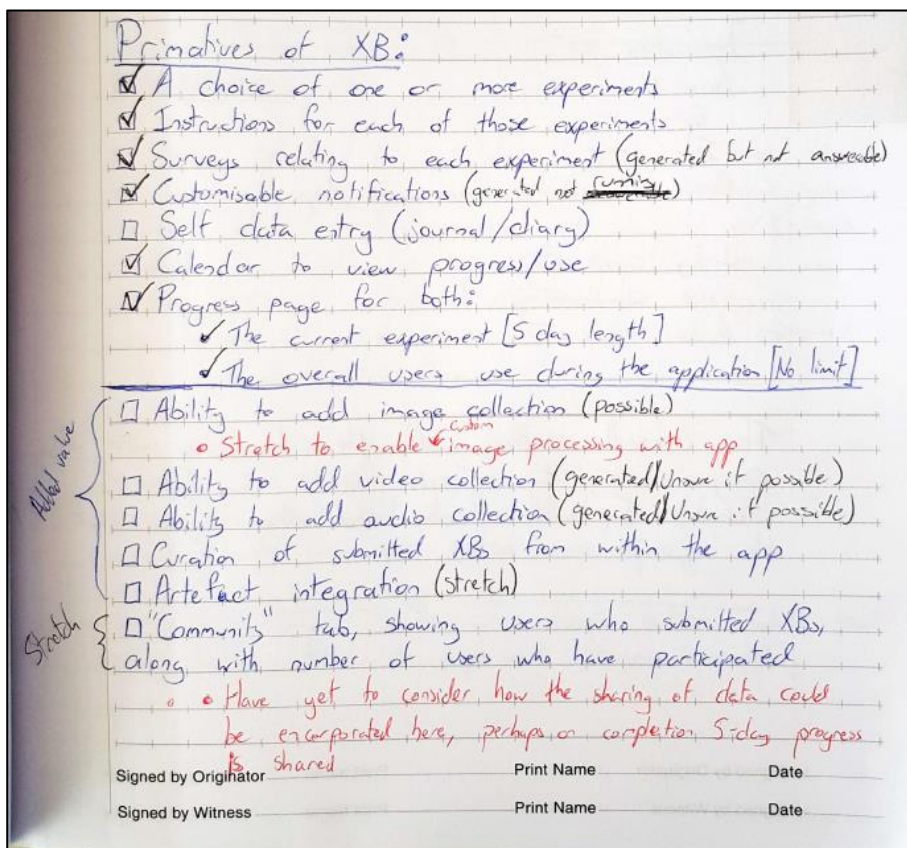 Primatives of XB:
☑ A choice of one or more experiments
☑ Instructions for each of those experiments
☑ Surveys relating to each experiment (generated but not answerable)
☑ Customisable notifications (generated not running)
☐ Self data entry (journal/diary)
☑ Calendar to view progress/use
☑ Progress page for both:
✓ The current experiment [5 day length]
✓ The overall users use during the application [No limit]
Added value
☐ Ability to add image collection (possible)
• Stretch to enable custom image processing with app
☐ Ability to add video collection (generated/Unsure if possible)
☐ Ability to add audio collection (generated/Unsure if possible)
☐ Curation of submitted XBs from within the app
☐ Artefact integration (stretch)
Stretch
☐ "Community" tab, showing users who submitted XBs,
along with number of users who have participated
• • Have yet to consider how the sharing of data could
be encorporated here, perhaps on completion 5-day progress
is shared
Signed by Originator Print Name Date
Signed by Witness Print Name Date